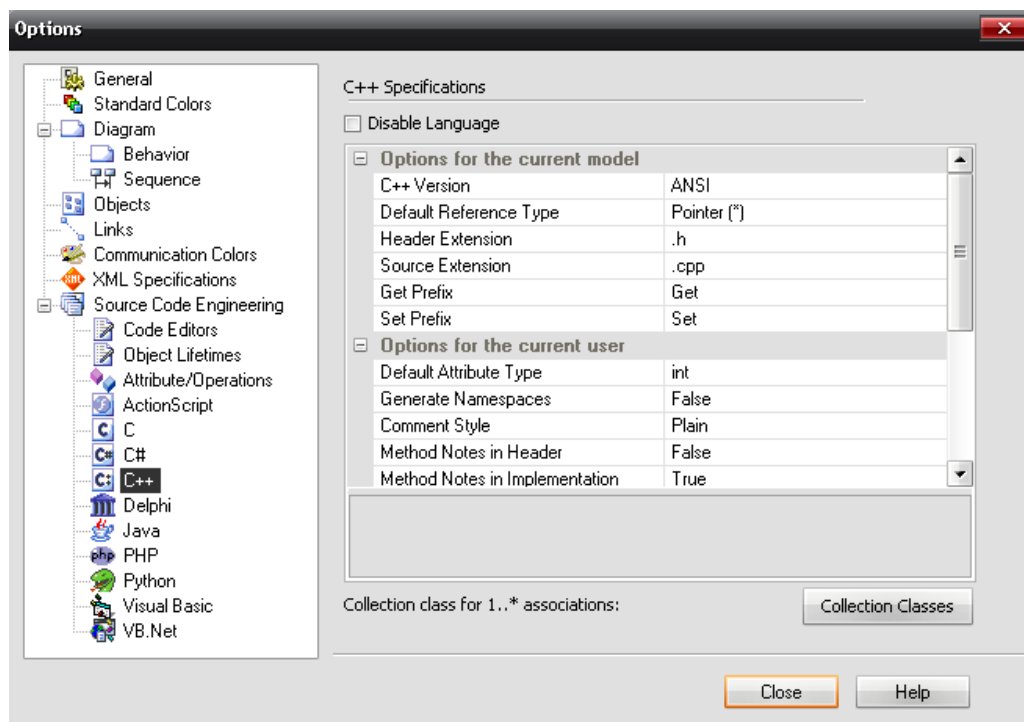 Options
General
Standard Colors
Diagram
Behavior
Sequence
Objects
Links
Communication Colors
XML Specifications
Source Code Engineering
Code Editors
Object Lifetimes
Attribute/Operations
ActionScript
C
C#
C++
Delphi
Java
php PHP
Python
Visual Basic
VB.Net
C++ Specifications
Disable Language
Options for the current model
C++ Version ANSI
Default Reference Type Pointer (*)
Header Extension .h
Source Extension .cpp
Get Prefix Get
Set Prefix Set
Options for the current user
Default Attribute Type int
Generate Namespaces False
Comment Style Plain
Method Notes in Header False
Method Notes in Implementation True
Collection class for 1..* associations: Collection Classes
Close Help